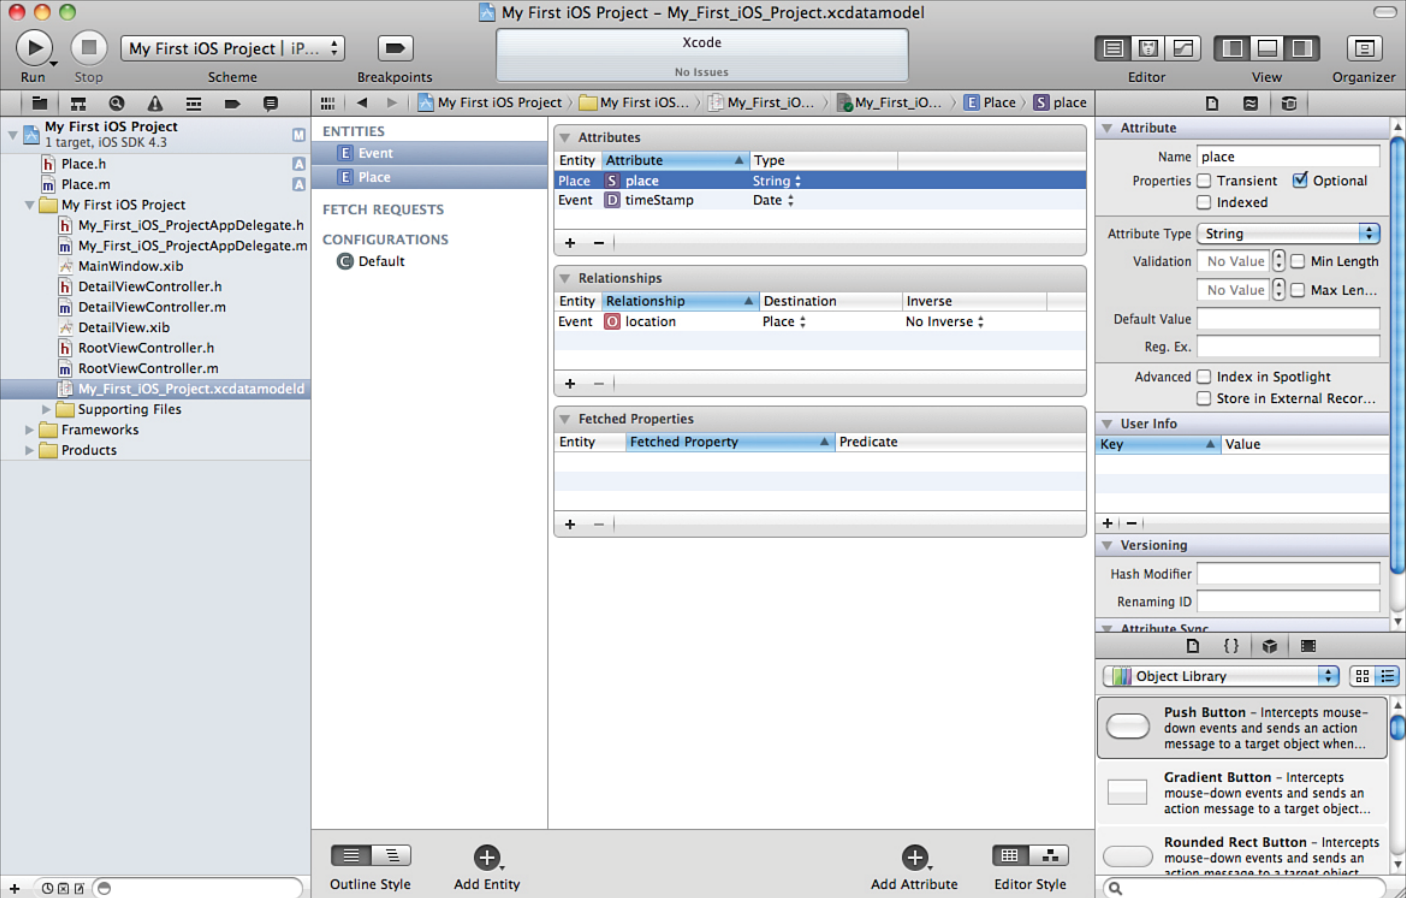 My First iOS Project – My_First_iOS_Project.xcdatamodel
My First iOS Project | iP...
Run Stop Scheme Breakpoints
Xcode
No Issues
Editor View Organizer
My First iOS Project My First iOS... My_First_iO... My_First_iO... E Place S place
My First iOS Project M
1 target, iOS SDK 4.3
h Place.h A
m Place.m A
My First iOS Project
h My_First_iOS_ProjectAppDelegate.h
m My_First_iOS_ProjectAppDelegate.m
MainWindow.xib
h DetailViewController.h
m DetailViewController.m
DetailView.xib
h RootViewController.h
m RootViewController.m
My_First_iOS_Project.xcdatamodeld
Supporting Files
Frameworks
Products
ENTITIES
E Event
E Place
FETCH REQUESTS
CONFIGURATIONS
C Default
Attributes
Entity Attribute Type
Place S place String
Event D timeStamp Date
Relationships
Entity Relationship Destination Inverse
Event O location Place No Inverse
Fetched Properties
Entity Fetched Property Predicate
Outline Style Add Entity Add Attribute Editor Style
Attribute
Name place
Properties Transient Optional
Indexed
Attribute Type String
Validation No Value Min Length
No Value Max Len...
Default Value
Reg. Ex.
Advanced Index in Spotlight
Store in External Recor...
User Info
Key Value
Versioning
Hash Modifier
Renaming ID
Attribute Sync
{ }
Object Library
Push Button – Intercepts mouse-
down events and sends an action
message to a target object when...
Gradient Button – Intercepts
mouse-down events and sends an
action message to a target object...
Rounded Rect Button – Intercepts
mouse-down events and sends an
action message to a target object...